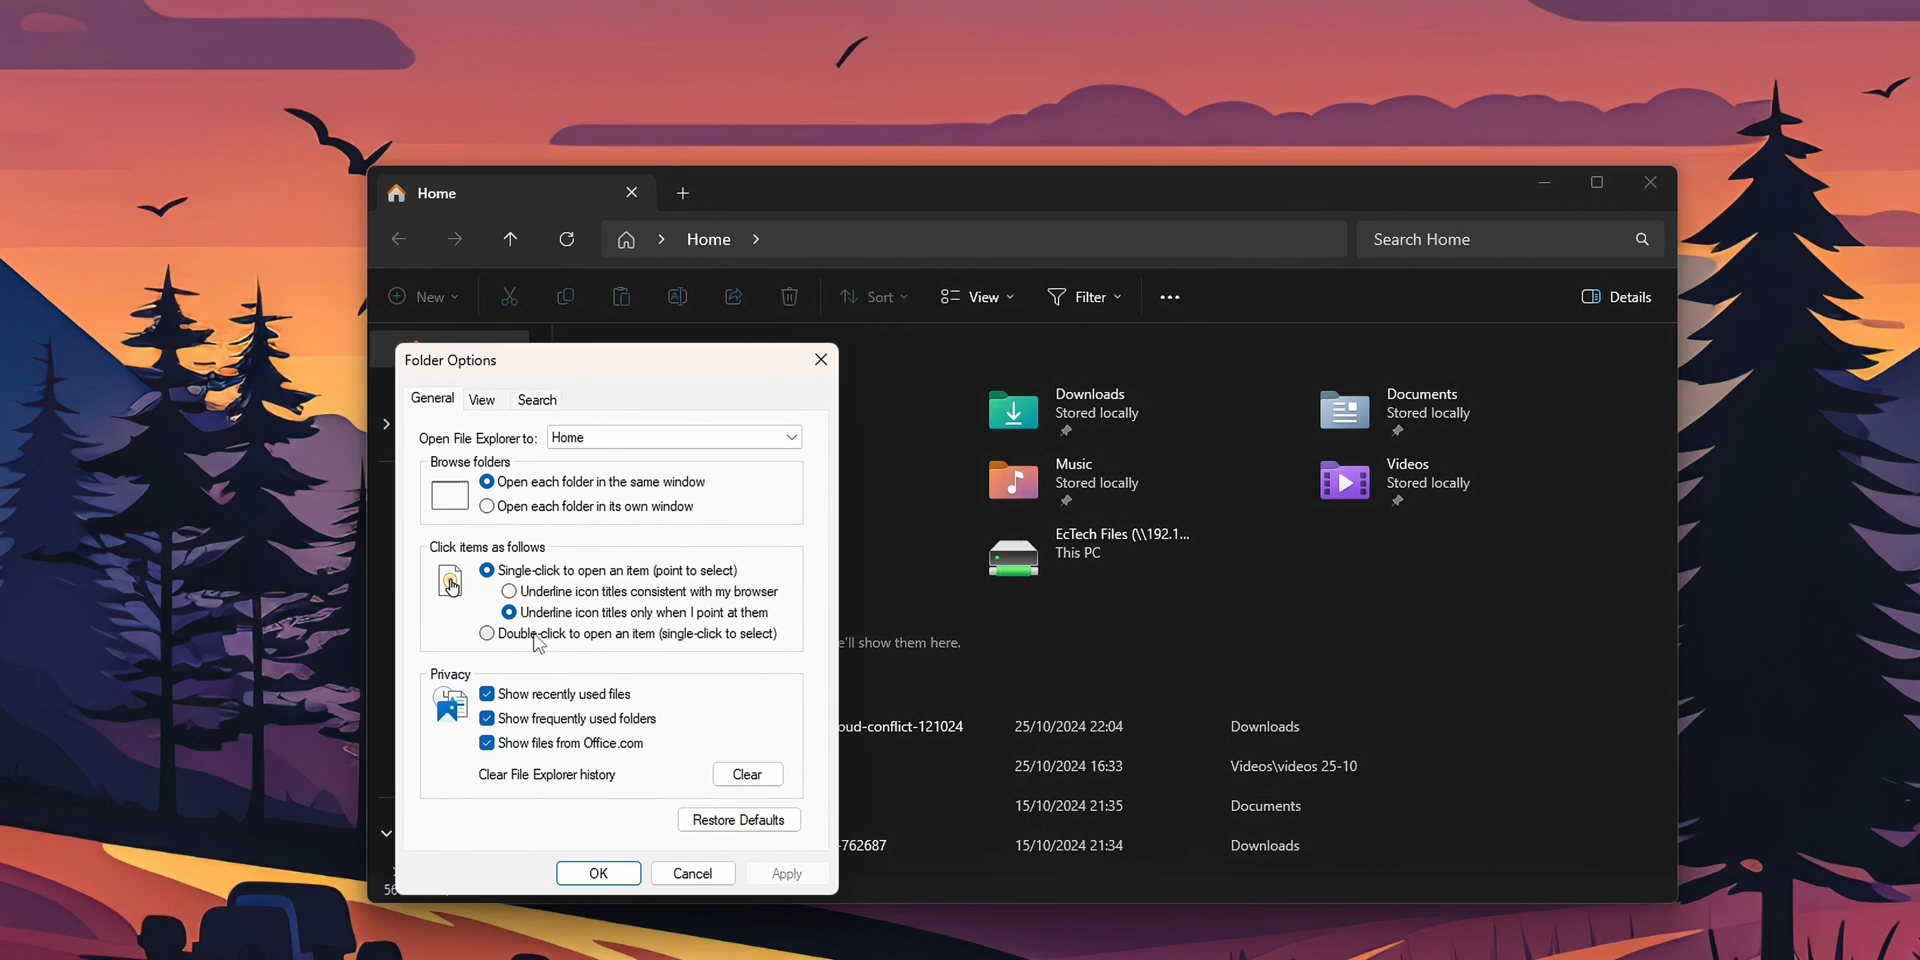 Home
Home
Search Home
New
Sort
View
Filter
Details
Folder Options
General
View
Search
Open File Explorer to:
Home
Browse folders
Open each folder in the same window
Open each folder in its own window
Click items as follows
Single-click to open an item (point to select)
Underline icon titles consistent with my browser
Underline icon titles only when I point at them
Double-click to open an item (single-click to select)
Privacy
Show recently used files
Show frequently used folders
Show files from Office.com
Clear File Explorer history
Clear
Restore Defaults
OK
Cancel
Apply
Downloads
Stored locally
Documents
Stored locally
Music
Stored locally
Videos
Stored locally
EcTech Files (\\192.1...
This PC
e'll show them here.
oud-conflict-121024
25/10/2024 22:04
Downloads
25/10/2024 16:33
Videos\videos 25-10
15/10/2024 21:35
Documents
-762687
15/10/2024 21:34
Downloads